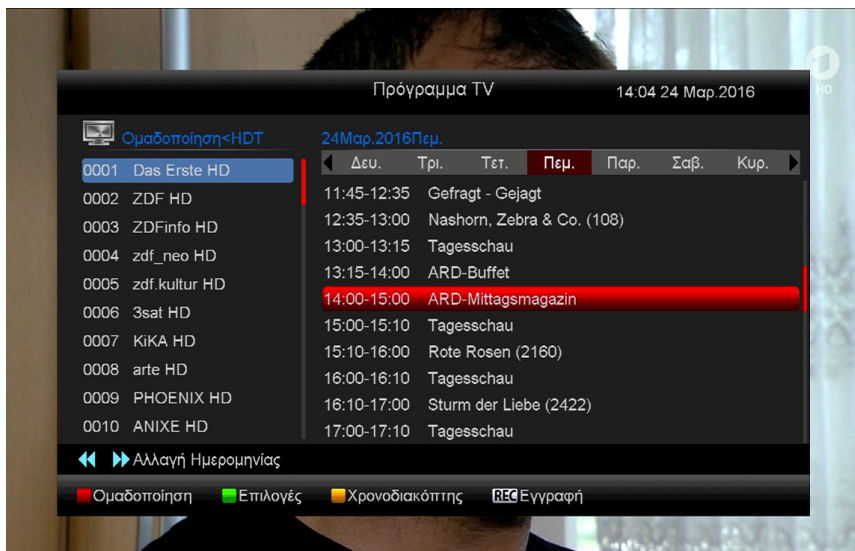 Πρόγραμμα TV
14:04 24 Μαρ.2016
HD
Ομαδοποίηση<HDT
24Μαρ.2016Πεμ.
Δευ. Τρι. Τετ. Πεμ. Παρ. Σαβ. Κυρ.
0001 Das Erste HD
0002 ZDF HD
0003 ZDFinfo HD
0004 zdf_neo HD
0005 zdf.kultur HD
0006 3sat HD
0007 KiKA HD
0008 arte HD
0009 PHOENIX HD
0010 ANIXE HD
11:45-12:35 Gefragt - Gejagt
12:35-13:00 Nashorn, Zebra & Co. (108)
13:00-13:15 Tagesschau
13:15-14:00 ARD-Buffet
14:00-15:00 ARD-Mittagsmagazin
15:00-15:10 Tagesschau
15:10-16:00 Rote Rosen (2160)
16:00-16:10 Tagesschau
16:10-17:00 Sturm der Liebe (2422)
17:00-17:10 Tagesschau
Αλλαγή Ημερομηνίας
Ομαδοποίηση Επιλογές Χρονοδιακόπτης REC Εγγραφή